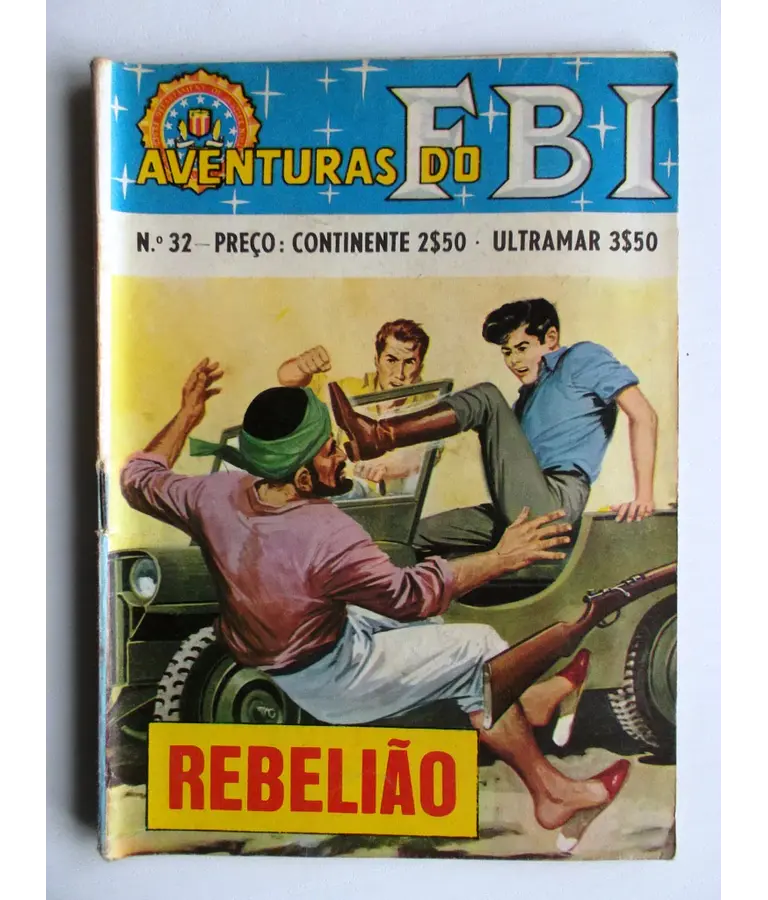 AVENTURAS DO FBI
N.º 32 - PREÇO: CONTINENTE 2$50 · ULTRAMAR 3$50
REBELIÃO